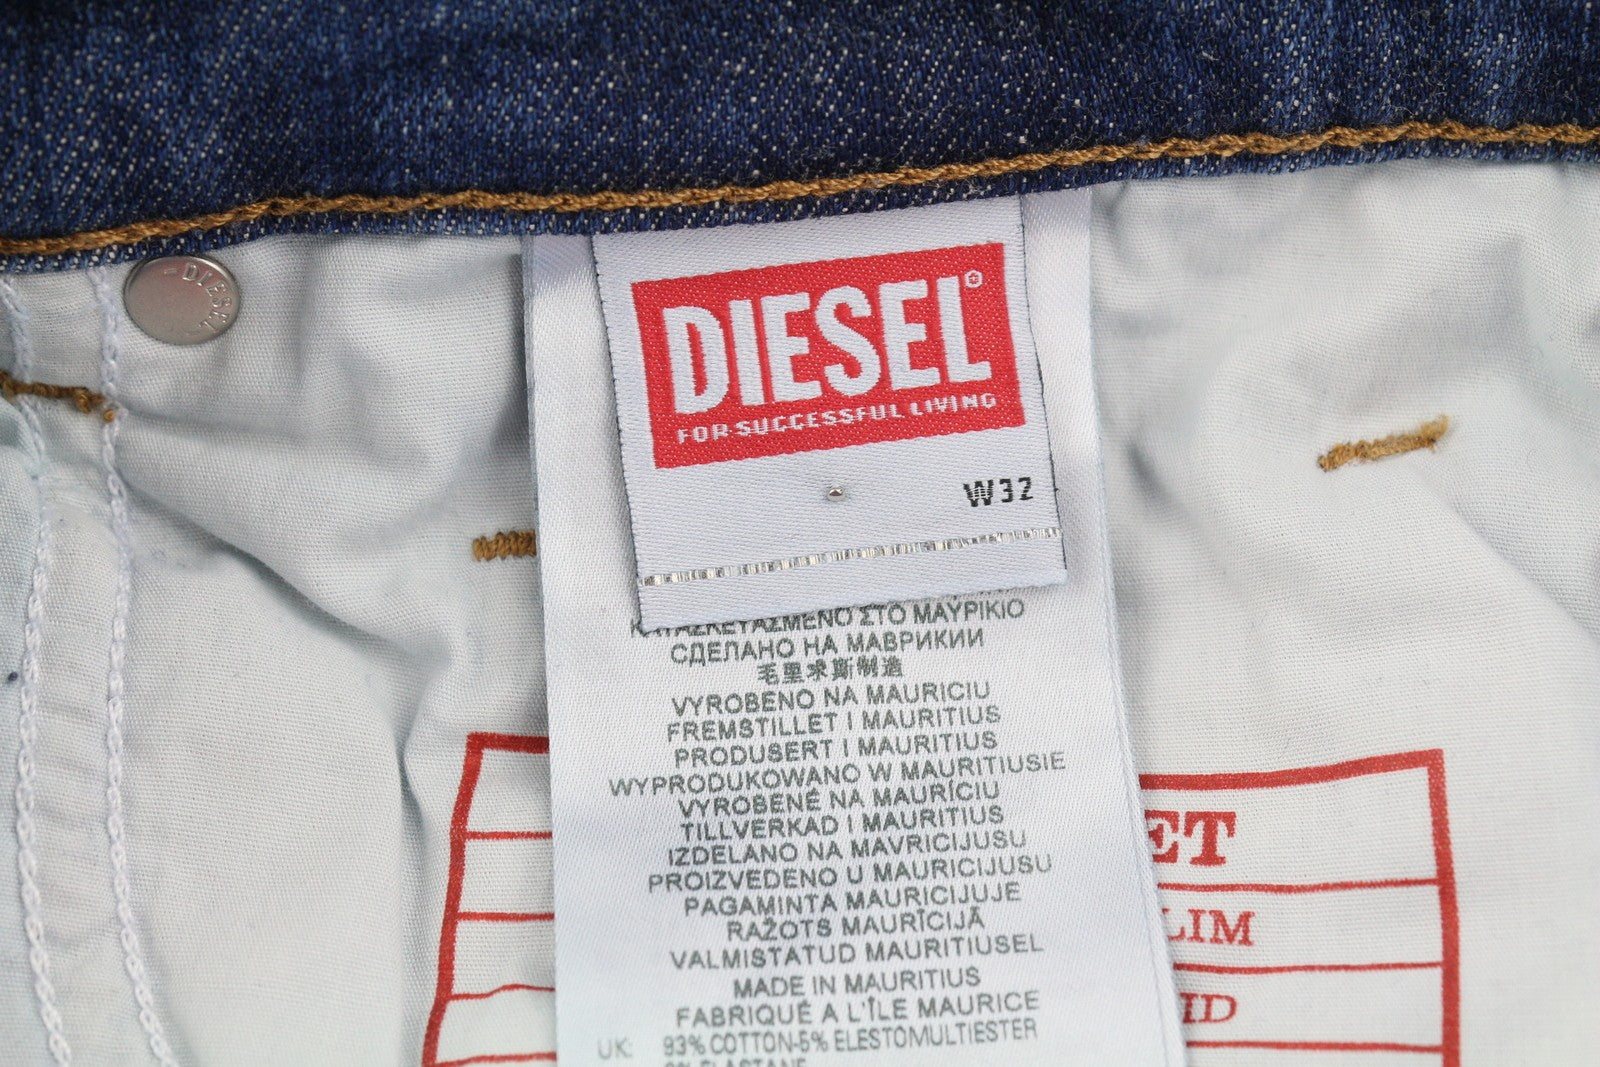 DIESEL
DIESEL
FOR SUCCESSFUL LIVING
W32
ΚΑΤΑΣΚΕΥΑΣΜΕΝΟ ΣΤΟ ΜΑΥΡΙΚΙΟ
СДЕЛАНО НА МАВРИКИИ
毛里求斯制造
VYROBENO NA MAURICIU
FREMSTILLET I MAURITIUS
PRODUSERT I MAURITIUS
WYPRODUKOWANO W MAURITIUSIE
VYROBENÉ NA MAURÍCIU
TILLVERKAD I MAURITIUS
IZDELANO NA MAVRICIJUSU
PROIZVEDENO U MAURICIJUSU
PAGAMINTA MAURICIJUJE
RAŽOTS MAURĪCIJĀ
VALMISTATUD MAURITIUSEL
MADE IN MAURITIUS
FABRIQUÉ A L'ÎLE MAURICE
UK: 93% COTTON-5% ELESTOMULTIESTER
ELASTANE
ET
LIM
ID